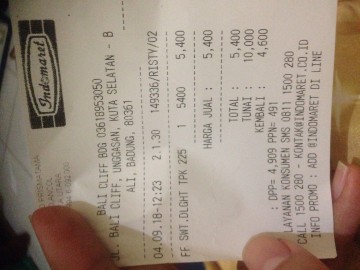 Indomaret
BALI CLIFF BDG 03618953050
JL. BALI CLIFF, UNGGASAN, KUTA SELATAN - B
ALI, BADUNG, 80361
04.09.18-12:23 2.1.30 149336/RISTY/02
FF SWT.DLGHT TPK 225 1 5400 5,400
HARGA JUAL : 5,400
TOTAL : 5,400
TUNAI : 10,000
KEMBALI : 4,600
: DPP= 4,909 PPN= 491
LAYANAN KONSUMEN SMS 0811 1500 280
CALL 1500 280 - KONTAK@INDOMARET.CO.ID
INFO PROMO : ADD @INDOMARET DI LINE